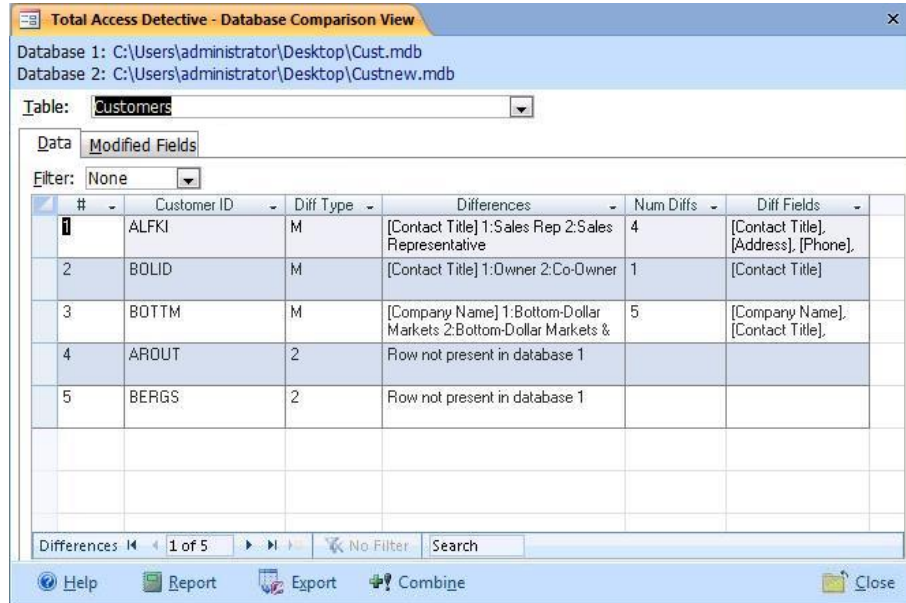 Total Access Detective - Database Comparison View
Database 1: C:\Users\administrator\Desktop\Cust.mdb
Database 2: C:\Users\administrator\Desktop\Custnew.mdb
Table: Customers
Data Modified Fields
Filter: None
# Customer ID Diff Type Differences Num Diffs Diff Fields
1 ALFKI M [Contact Title] 1:Sales Rep 2:Sales 4 [Contact Title],
Representative [Address], [Phone],
2 BOLID M [Contact Title] 1:Owner 2:Co-Owner 1 [Contact Title]
3 BOTTM M [Company Name] 1:Bottom-Dollar 5 [Company Name],
Markets 2:Bottom-Dollar Markets & [Contact Title],
4 AROUT 2 Row not present in database 1
5 BERGS 2 Row not present in database 1
Differences 1 of 5 No Filter Search
Help Report Export Combine Close